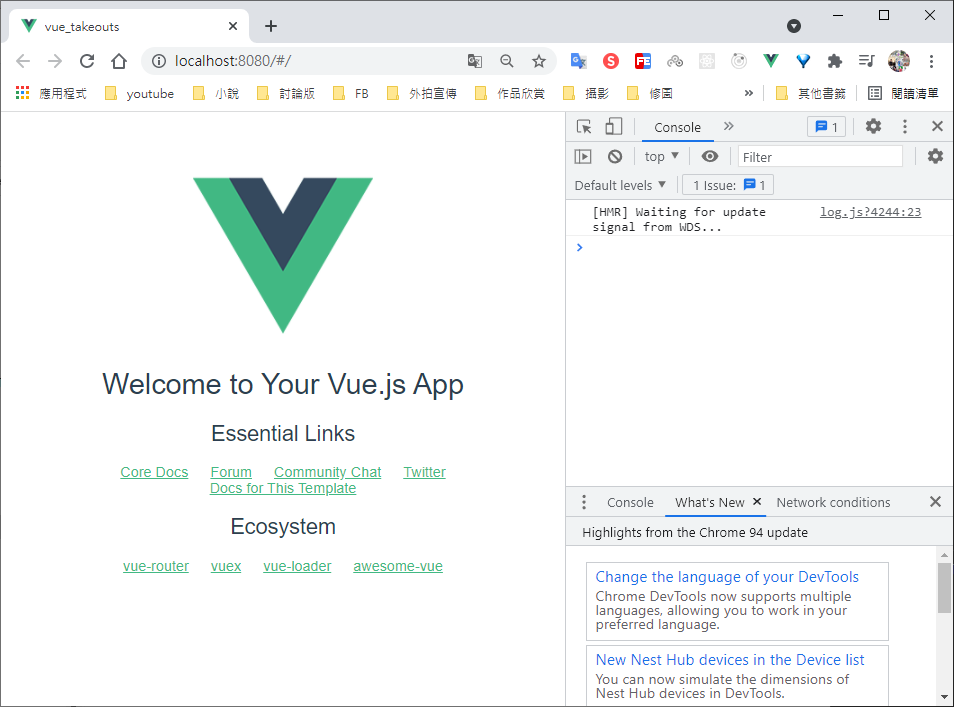 vue_takeouts
localhost:8080/#/
應用程式 youtube 小說 討論版 FB 外拍宣傳 作品欣賞 攝影 修圖 » 其他書籤 閱讀清單
Welcome to Your Vue.js App
Essential Links
Core Docs Forum Community Chat Twitter
Docs for This Template
Ecosystem
vue-router vuex vue-loader awesome-vue
Console » 1
top ▼ Filter
Default levels ▼ 1 Issue: 1
[HMR] Waiting for update log.js?4244:23
signal from WDS...
Console What's New Network conditions
Highlights from the Chrome 94 update
Change the language of your DevTools
Chrome DevTools now supports multiple
languages, allowing you to work in your
preferred language.
New Nest Hub devices in the Device list
You can now simulate the dimensions of
Nest Hub devices in DevTools.